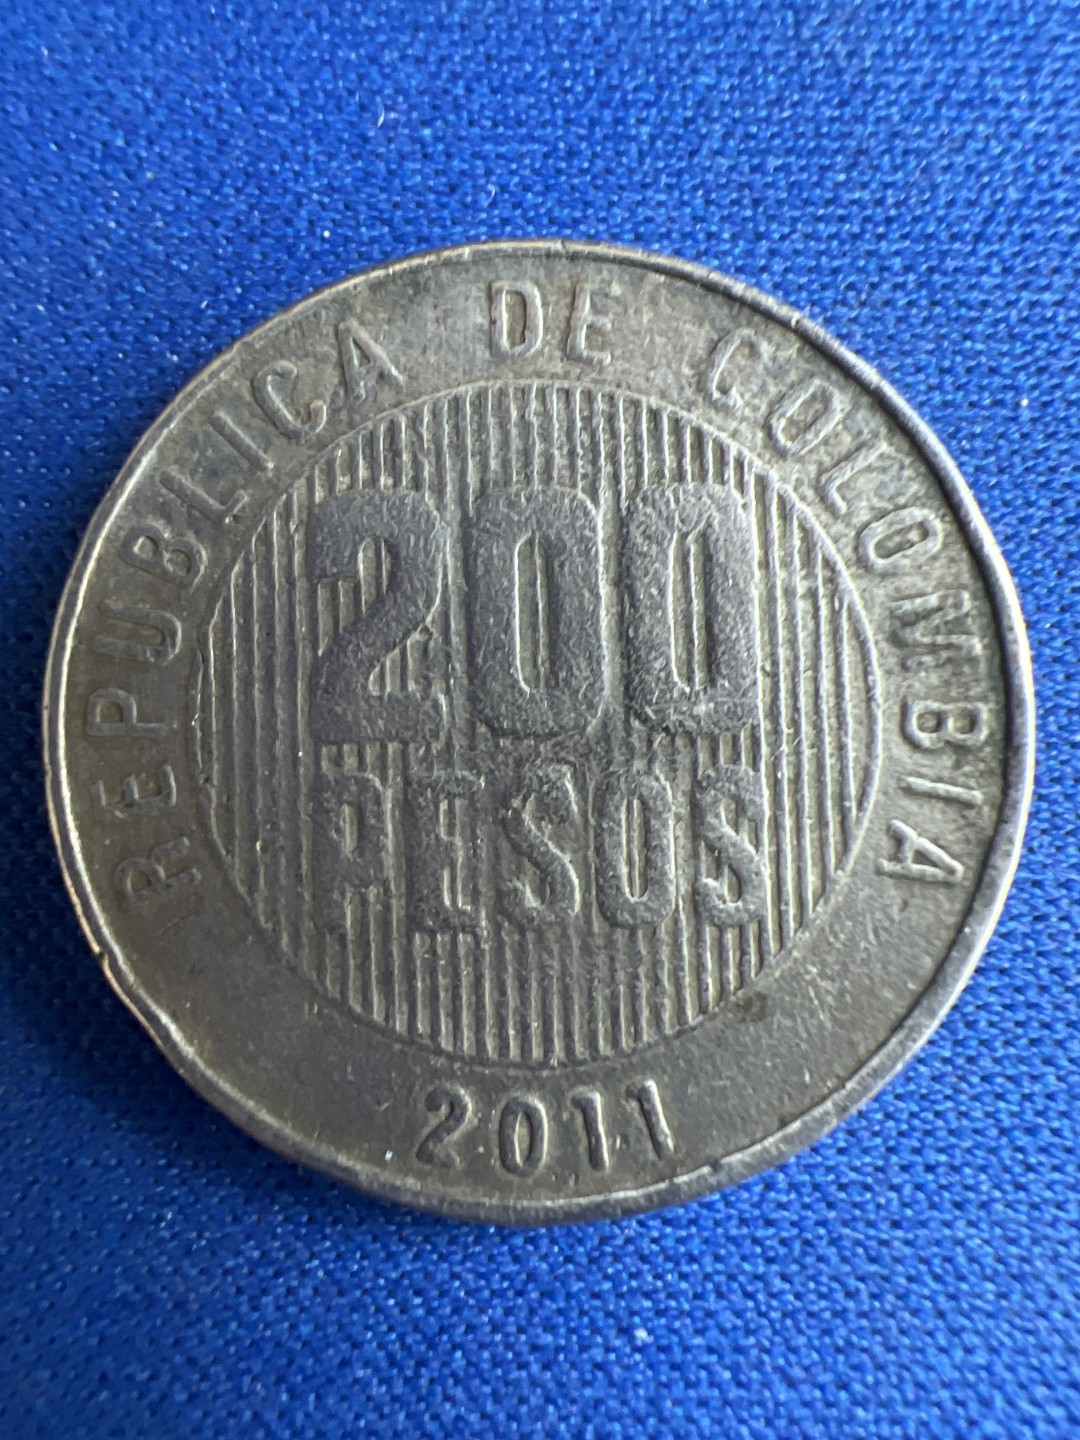 REPUBLICA DE COLOMBIA
200
PESOS
2011